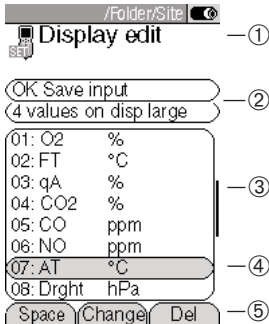 /Folder/Site
SET
Display edit
①
OK Save input
4 values on disp large
②
01: O2 %
02: FT °C
03: qA %
04: CO2 %
05: CO ppm
06: NO ppm
③
07: AT °C
④
08: Drght hPa
Space Change Del
⑤